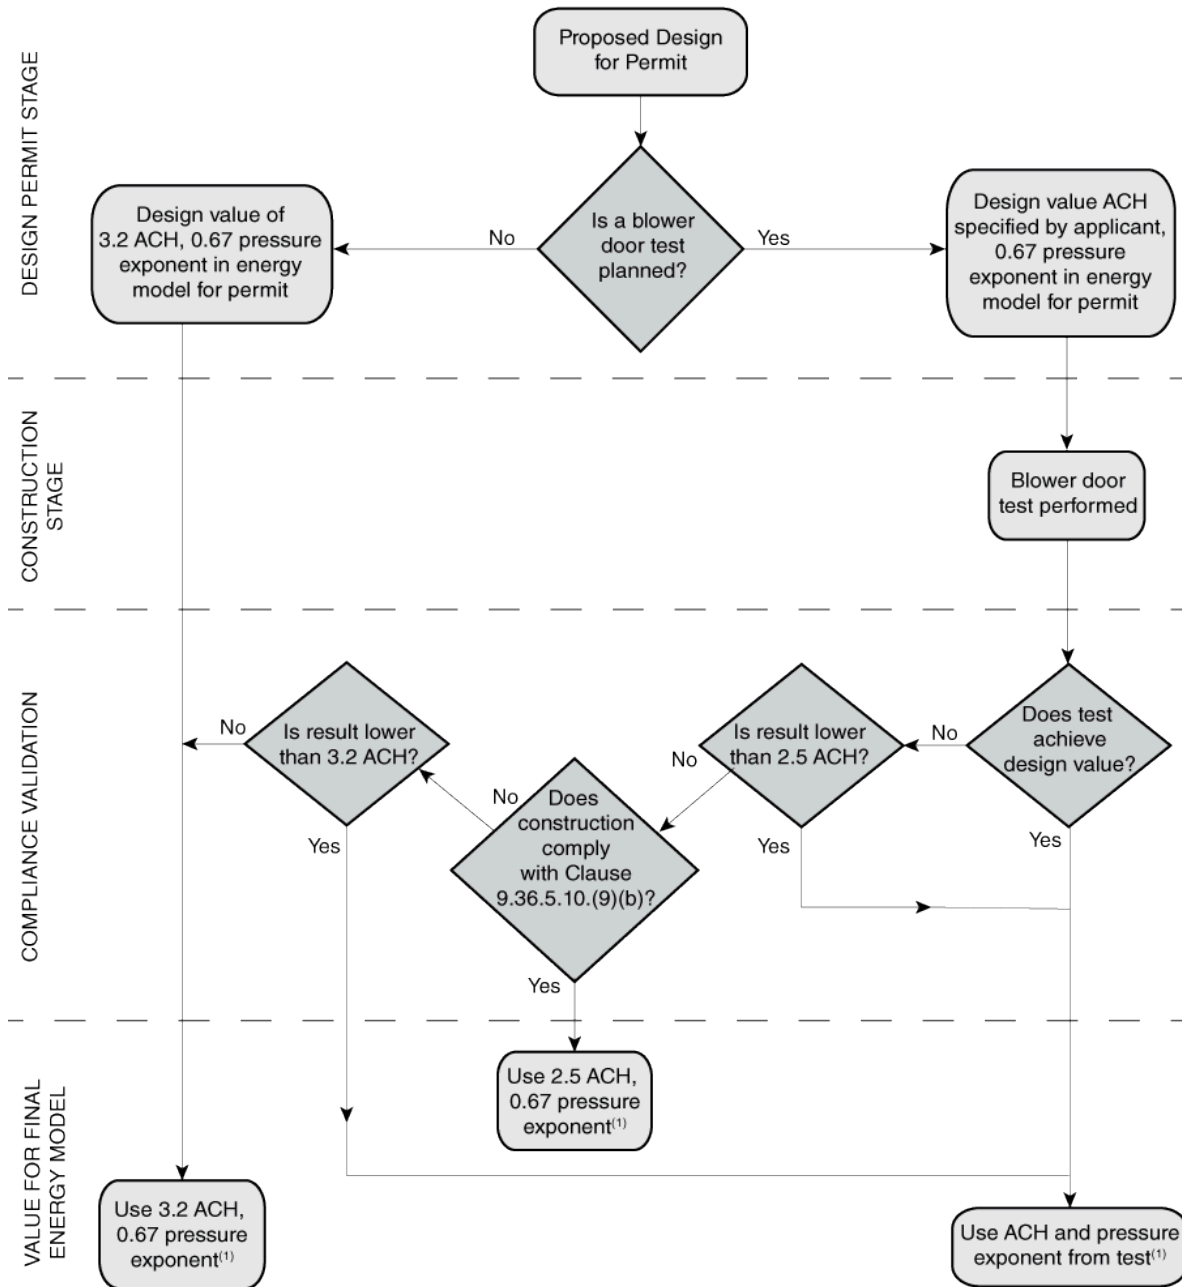 DESIGN PERMIT STAGE
Proposed Design
for Permit
Is a blower
door test
planned?
No
Yes
Design value of
3.2 ACH, 0.67 pressure
exponent in energy
model for permit
Design value ACH
specified by applicant,
0.67 pressure
exponent in energy
model for permit
CONSTRUCTION
STAGE
Blower door
test performed
COMPLIANCE VALIDATION
Does test
achieve
design value?
No
Yes
Is result lower
than 2.5 ACH?
No
Yes
Does
construction
comply
with Clause
9.36.5.10.(9)(b)?
No
Yes
Is result lower
than 3.2 ACH?
No
Yes
VALUE FOR FINAL
ENERGY MODEL
Use 2.5 ACH,
0.67 pressure
exponent(1)
Use 3.2 ACH,
0.67 pressure
exponent(1)
Use ACH and pressure
exponent from test(1)